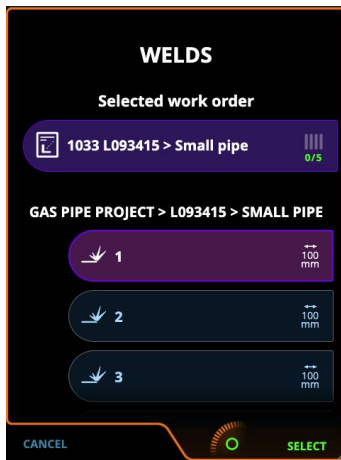 WELDS
Selected work order
1033 L093415 > Small pipe
0/5
GAS PIPE PROJECT > L093415 > SMALL PIPE
1
100
mm
2
100
mm
3
100
mm
CANCEL
SELECT